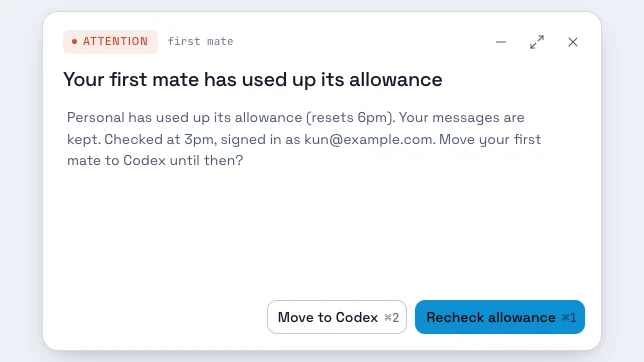 ATTENTION first mate
Your first mate has used up its allowance
Personal has used up its allowance (resets 6pm). Your messages are
kept. Checked at 3pm, signed in as kun@example.com. Move your first
mate to Codex until then?
Move to Codex ⌘2 Recheck allowance ⌘1